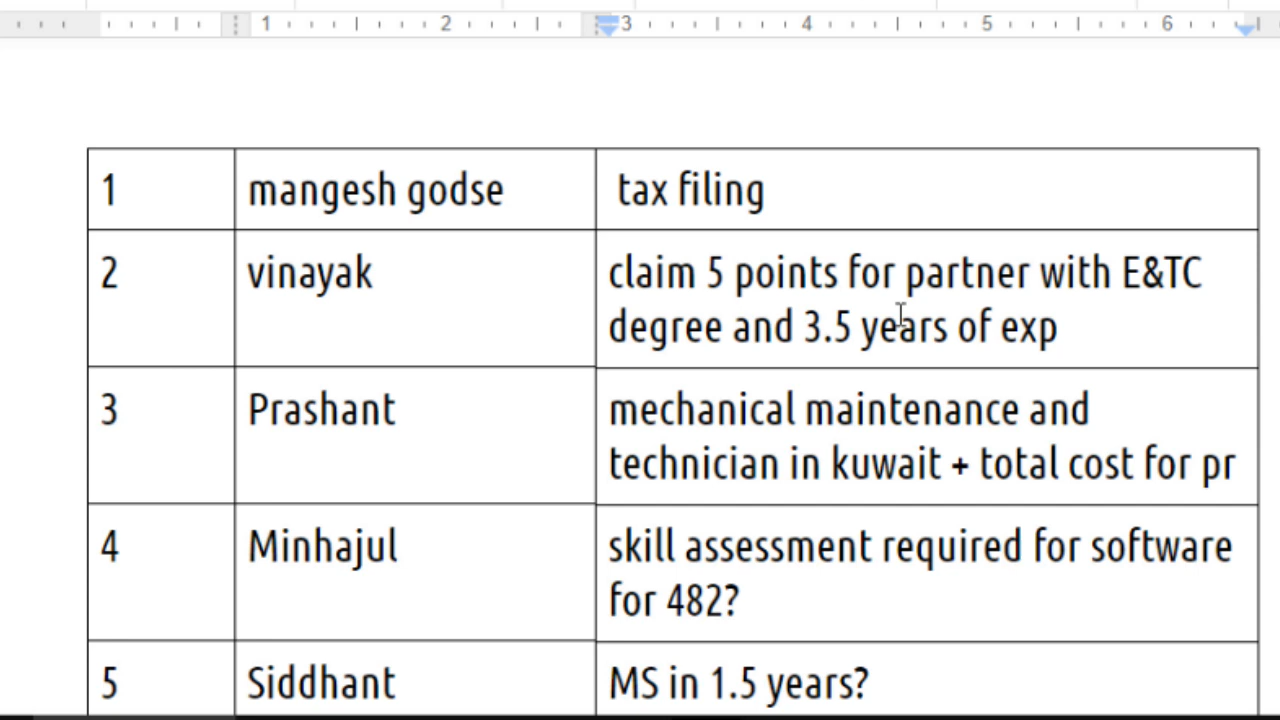 1 2 3 4 5 6
1 mangesh godse tax filing
2 vinayak claim 5 points for partner with E&TC
degree and 3.5 years of exp
3 Prashant mechanical maintenance and
technician in kuwait + total cost for pr
4 Minhajul skill assessment required for software
for 482?
5 Siddhant MS in 1.5 years?